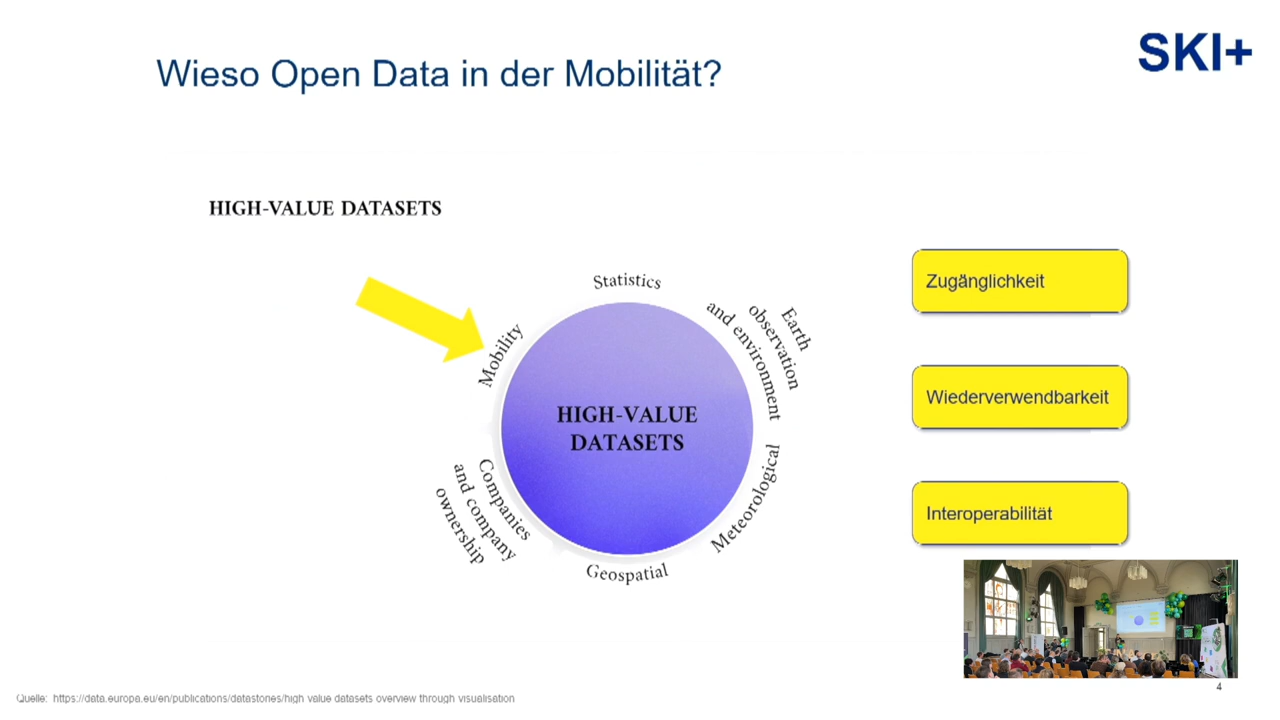 Wieso Open Data in der Mobilität?
SKI+
HIGH-VALUE DATASETS
Statistics
Earth
observation
and environment
Mobility
HIGH-VALUE
DATASETS
Meteorological
Companies
and company
ownership
Geospatial
Zugänglichkeit
Wiederverwendbarkeit
Interoperabilität
4
Quelle: https://data.europa.eu/en/publications/datastories/high value datasets overview through visualisation